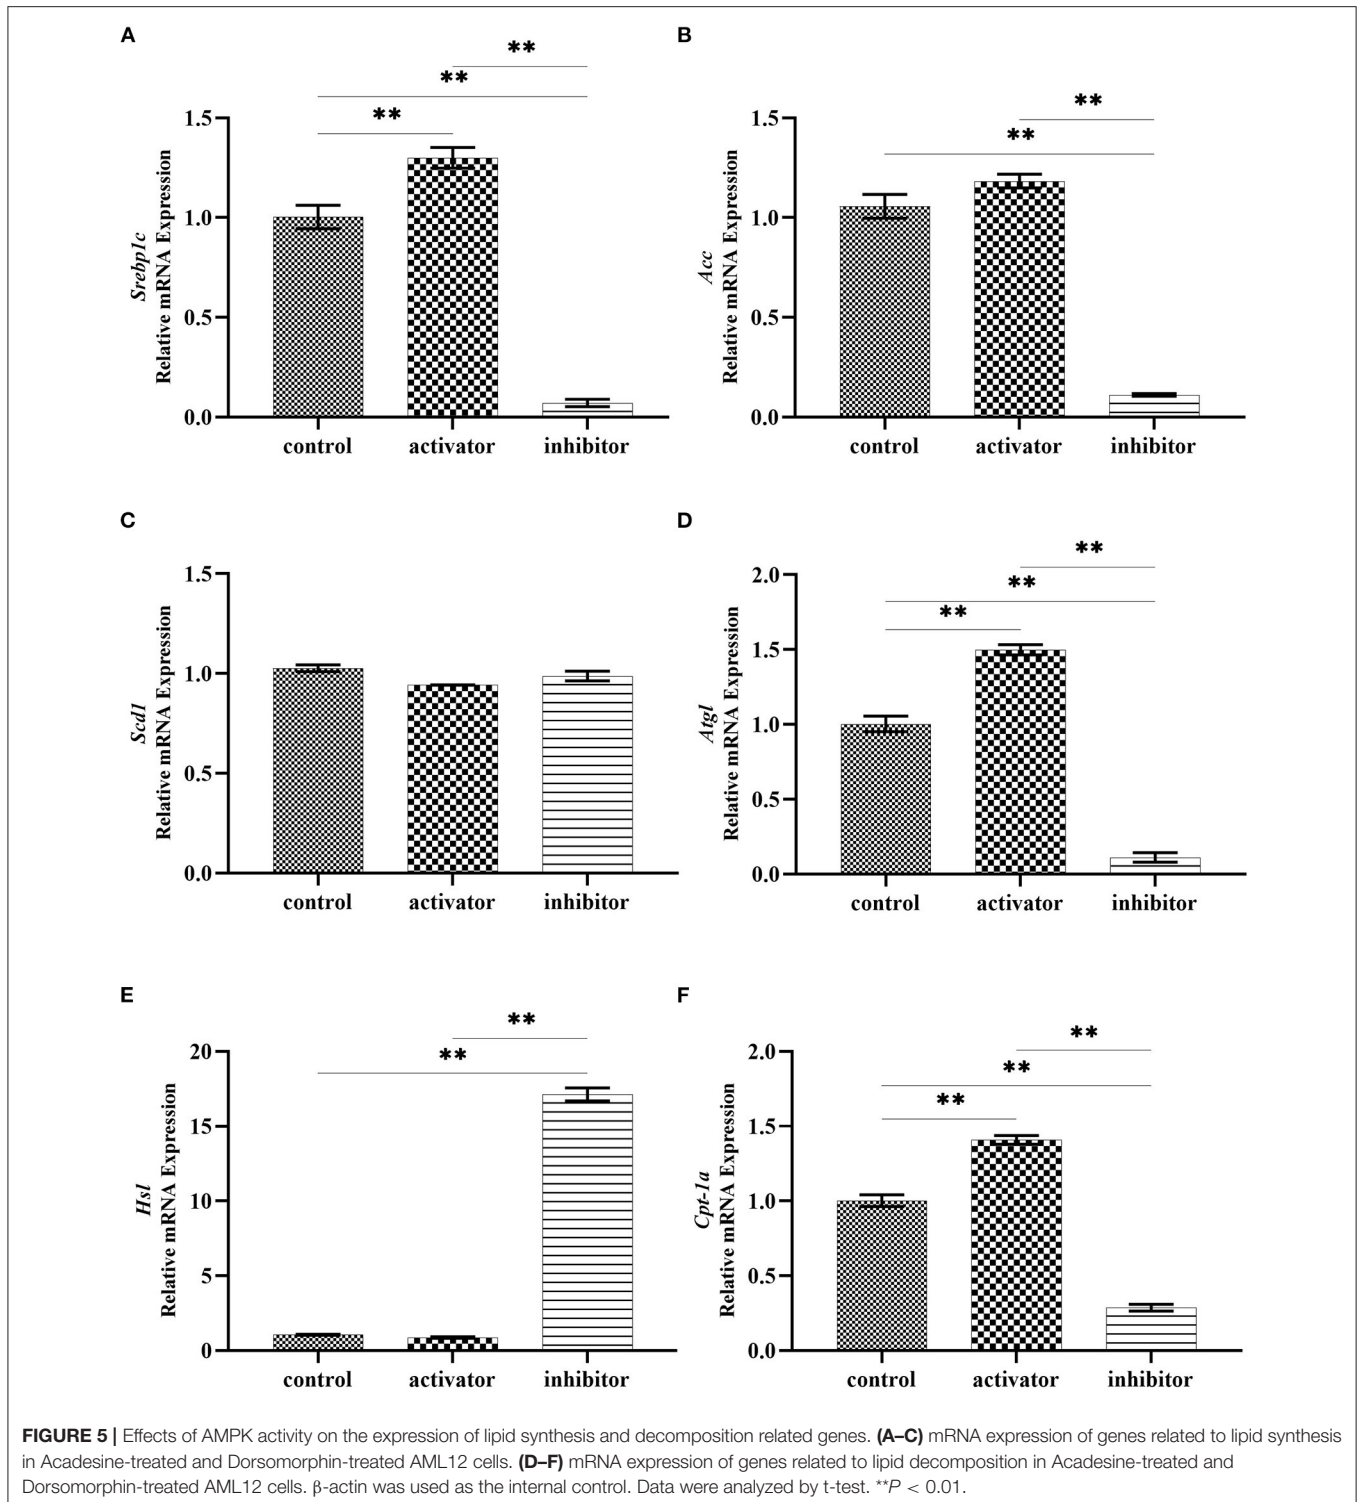 A
**
**
**
1.5
1.0
0.5
0.0
Srebp1c
Relative mRNA Expression
control activator inhibitor
B
**
**
1.5
1.0
0.5
0.0
Acc
Relative mRNA Expression
control activator inhibitor
C
1.5
1.0
0.5
0.0
Scd1
Relative mRNA Expression
control activator inhibitor
D
**
**
**
2.0
1.5
1.0
0.5
0.0
Atgl
Relative mRNA Expression
control activator inhibitor
E
**
**
20
15
10
5
0
Hsl
Relative mRNA Expression
control activator inhibitor
F
**
**
**
2.0
1.5
1.0
0.5
0.0
Cpt-1a
Relative mRNA Expression
control activator inhibitor
FIGURE 5 | Effects of AMPK activity on the expression of lipid synthesis and decomposition related genes. (A–C) mRNA expression of genes related to lipid synthesis
in Acadesine-treated and Dorsomorphin-treated AML12 cells. (D–F) mRNA expression of genes related to lipid decomposition in Acadesine-treated and
Dorsomorphin-treated AML12 cells. β-actin was used as the internal control. Data were analyzed by t-test. **P < 0.01.